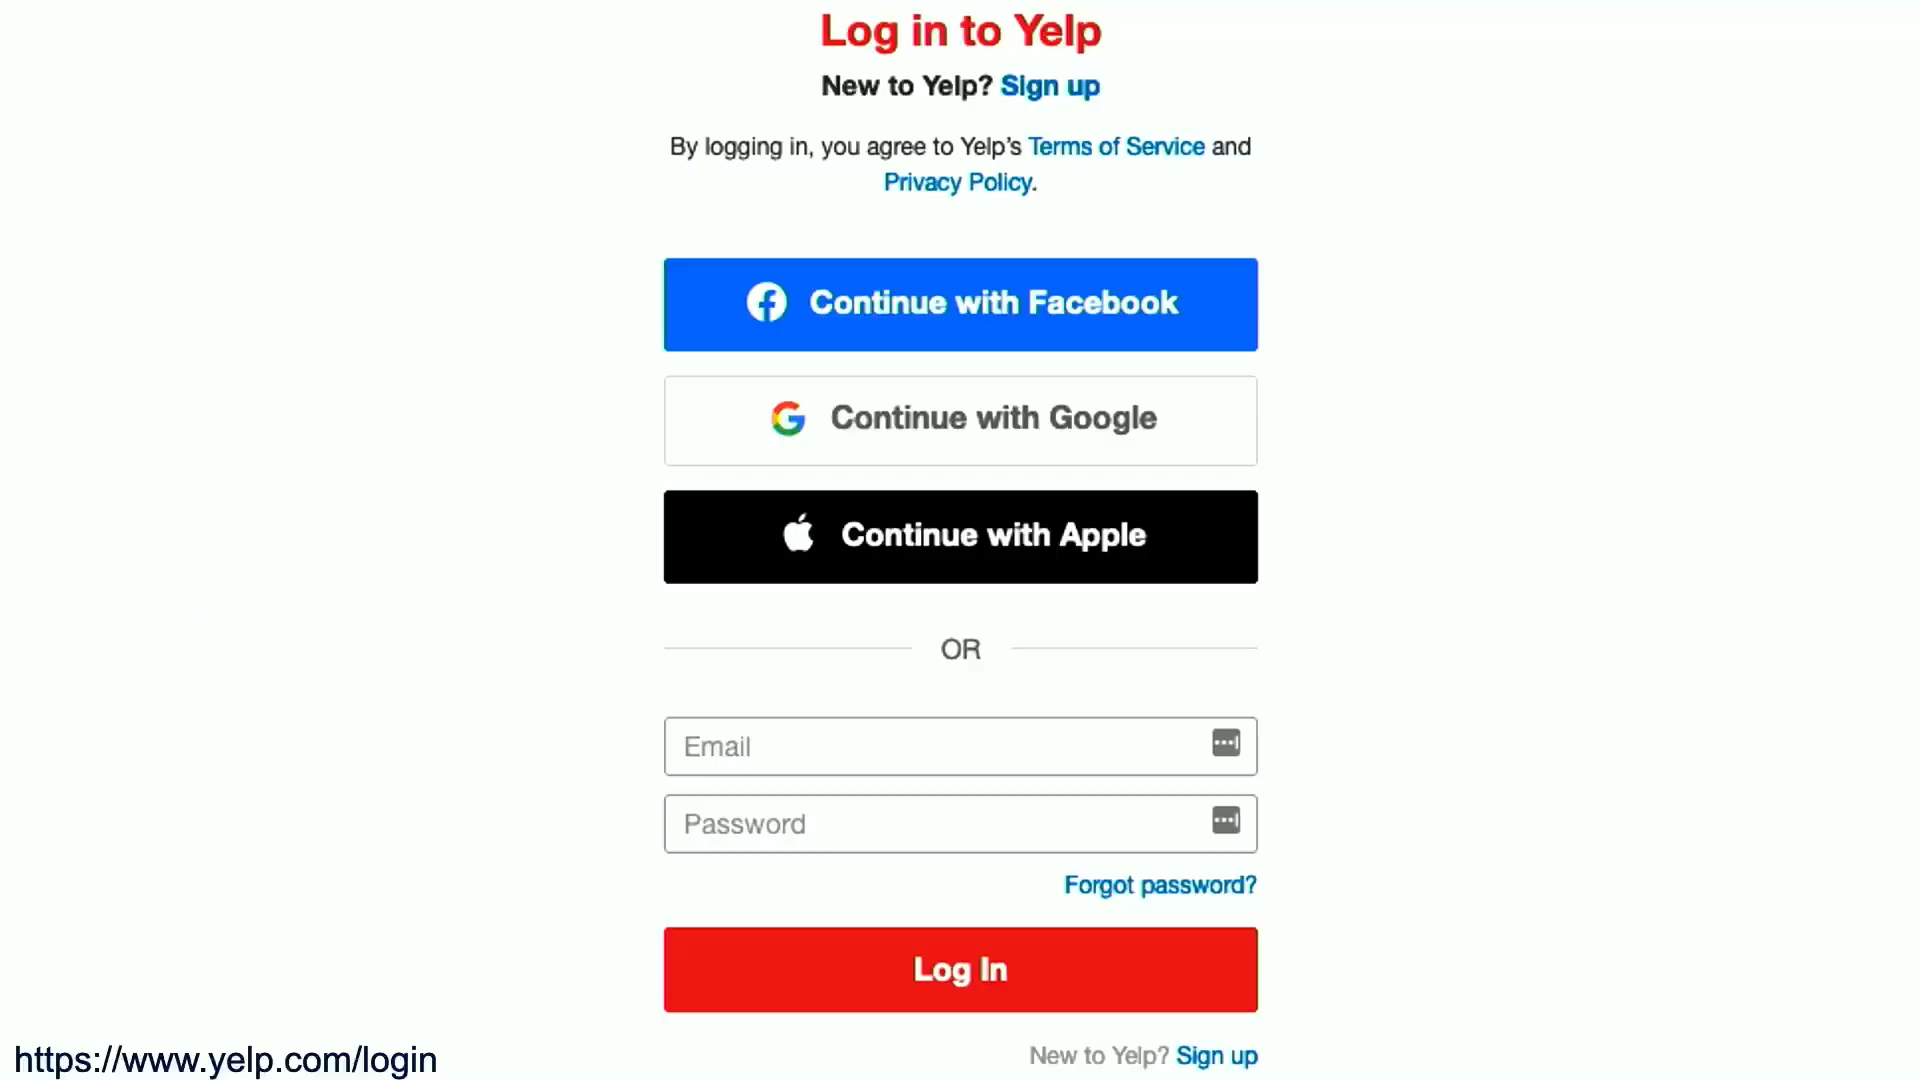 Log in to Yelp
New to Yelp? Sign up
By logging in, you agree to Yelp's Terms of Service and
Privacy Policy.
Continue with Facebook
Continue with Google
Continue with Apple
OR
Email
Password
Forgot password?
Log In
New to Yelp? Sign up
https://www.yelp.com/login